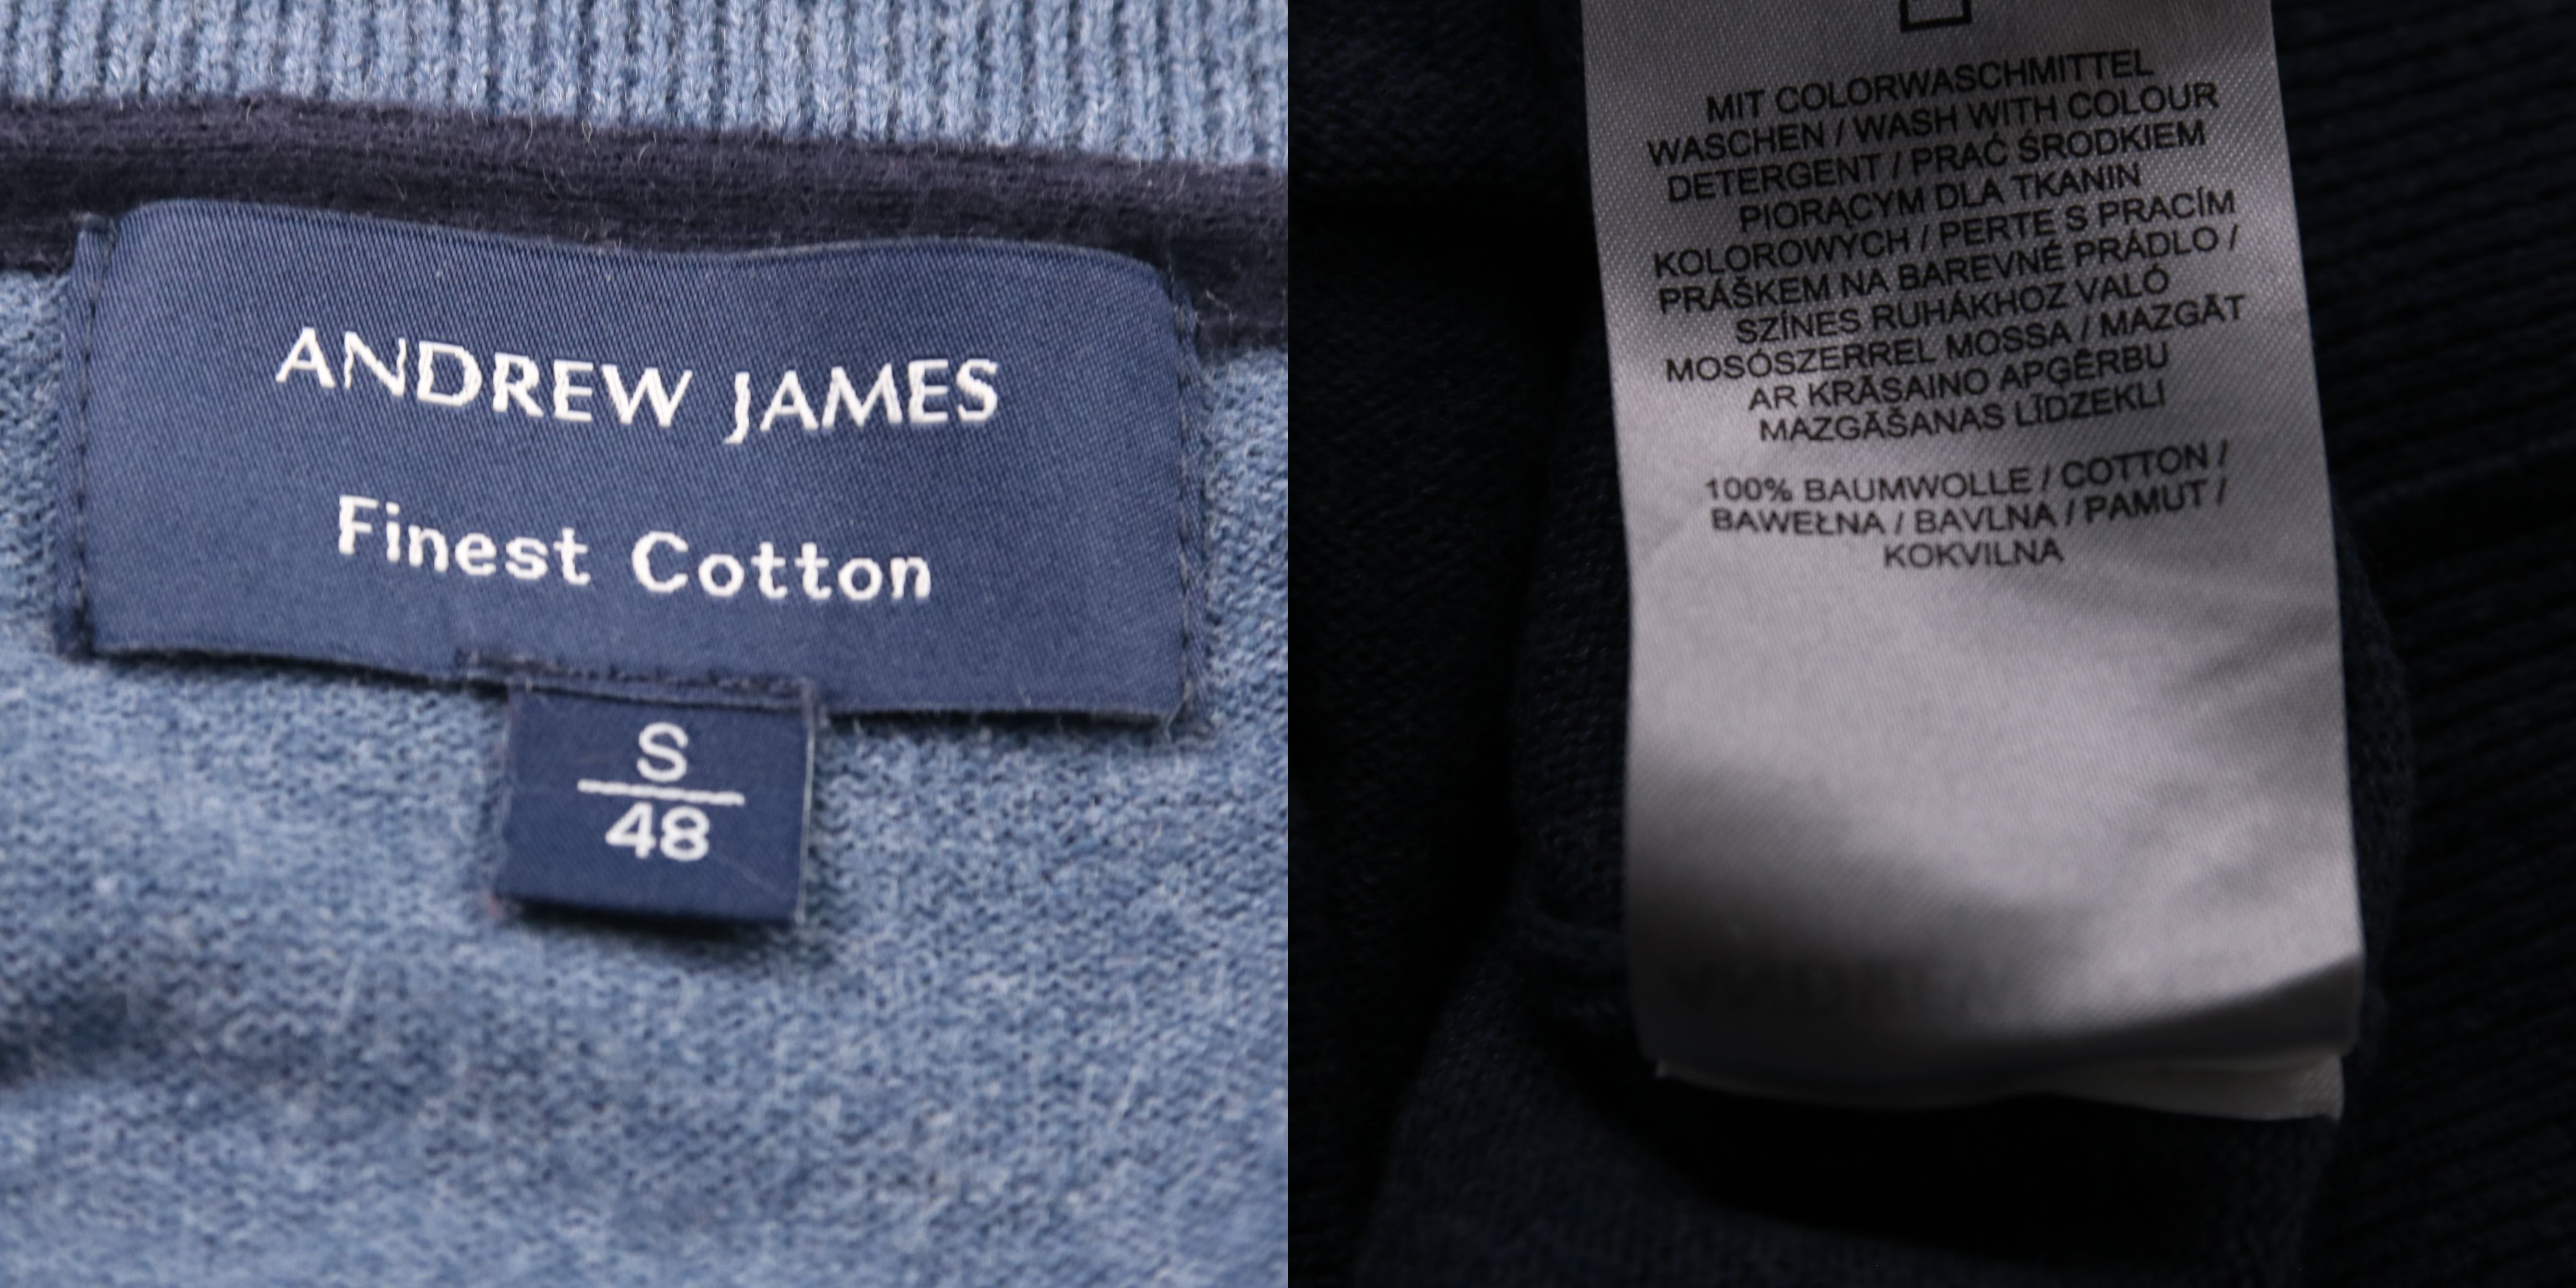 ANDREW JAMES
Finest Cotton
S
48
MIT COLORWASCHMITTEL
WASCHEN / WASH WITH COLOUR
DETERGENT / PRAĆ ŚRODKIEM
PIORĄCYM DLA TKANIN
KOLOROWYCH / PERTE S PRACÍM
PRÁŠKEM NA BAREVNÉ PRÁDLO /
SZÍNES RUHÁKHOZ VALÓ
MOSÓSZERREL MOSSA / MAZGĀT
AR KRĀSAINO APĢĒRBU
MAZGĀŠANAS LĪDZEKLI
100% BAUMWOLLE / COTTON /
BAWEŁNA / BAVLNA / PAMUT /
KOKVILNA